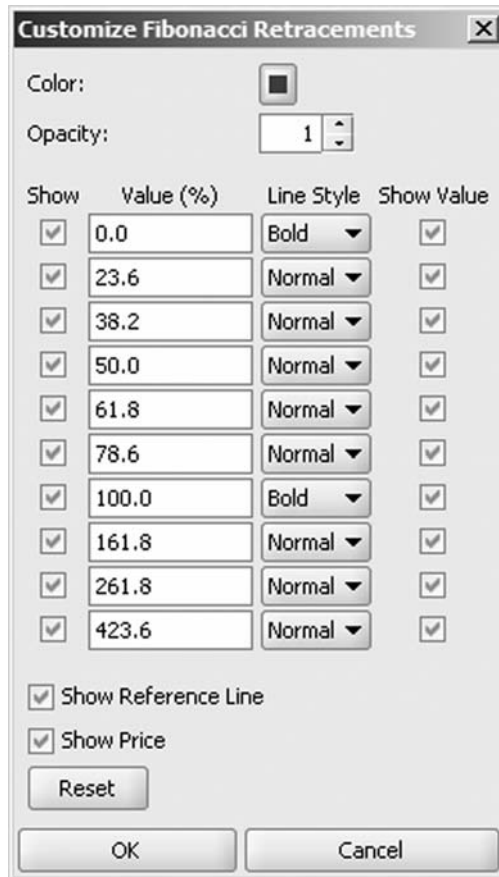 Customize Fibonacci Retracements
Color:
Opacity: 1
Show Value (%) Line Style Show Value
0.0 Bold
23.6 Normal
38.2 Normal
50.0 Normal
61.8 Normal
78.6 Normal
100.0 Bold
161.8 Normal
261.8 Normal
423.6 Normal
Show Reference Line
Show Price
Reset
OK Cancel